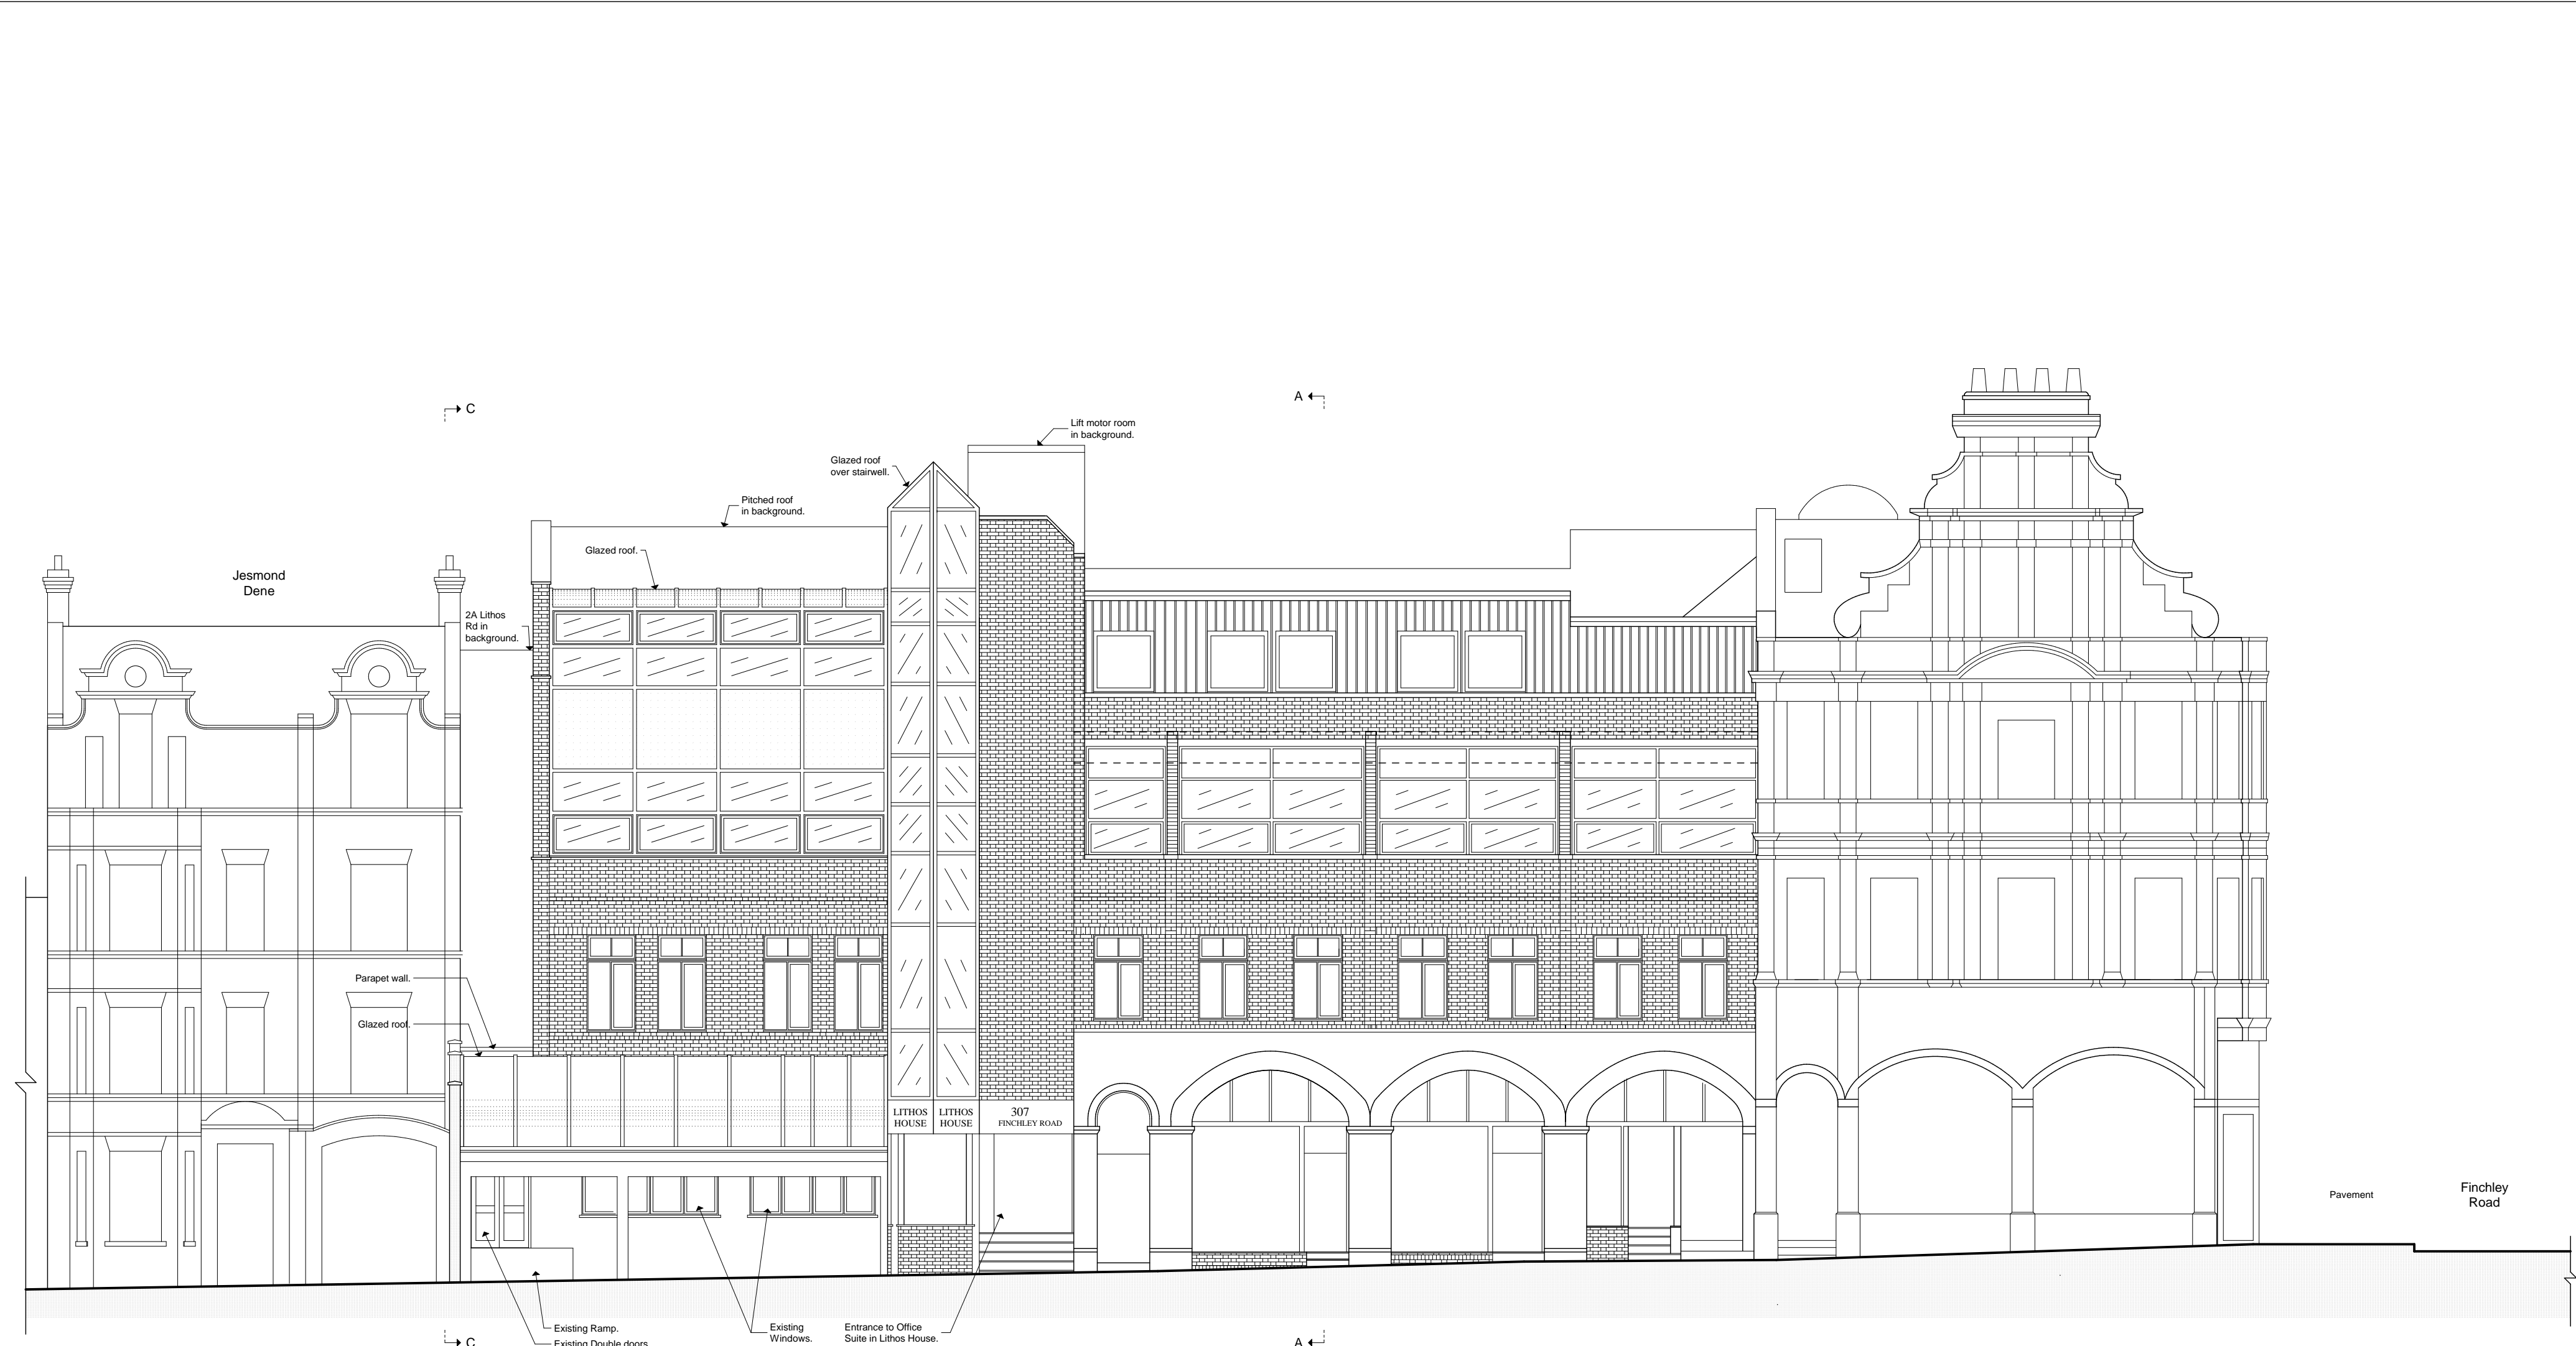 C
A
Lift motor room
in background.
Glazed roof
over stairwell.
Pitched roof
in background.
Glazed roof.
Jesmond
Dene
2A Lithos
Rd in
background.
Parapet wall.
Glazed roof.
LITHOS
HOUSE
LITHOS
HOUSE
307
FINCHLEY ROAD
Pavement
Finchley
Road
Existing Ramp.
Existing Double doors
Existing
Windows.
Entrance to Office
Suite in Lithos House.
C
A